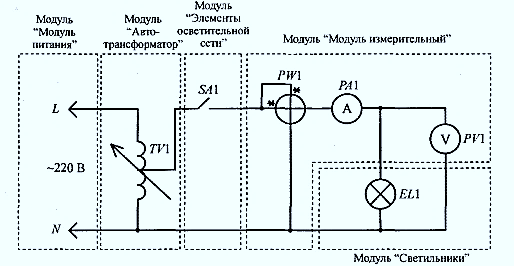 Модуль
"Модуль
питания"
Модуль
"Авто-
трансформатор"
Модуль
"Элементы
осветительной
сети"
Модуль "Модуль измерительный"
L
~220 В
N
TV1
SA1
PW1
*
*
PA1
A
V
PV1
EL1
Модуль "Светильники"